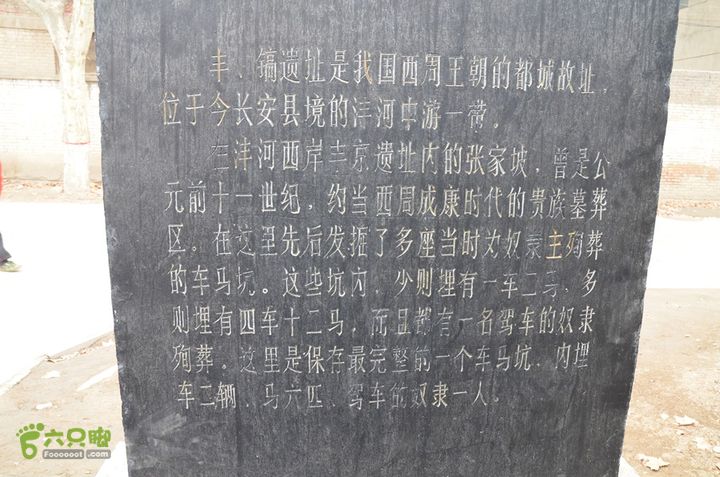 丰、镐遗址是我国西周王朝的都城故址，
位于今长安县境的沣河中游一带。
在沣河西岸丰京遗址内的张家坡，曾是公
元前十一世纪，约当西周成康时代的贵族墓葬
区。在这里先后发掘了多座当时为奴隶主殉葬
的车马坑。这些坑内，少则埋有一车二马，多
则埋有四车十二马，而且都有一名驾车的奴隶
殉葬。这里是保存最完整的一个车马坑，内埋
车二辆，马六匹，驾车的奴隶一人。
六只脚
Foooooot.com